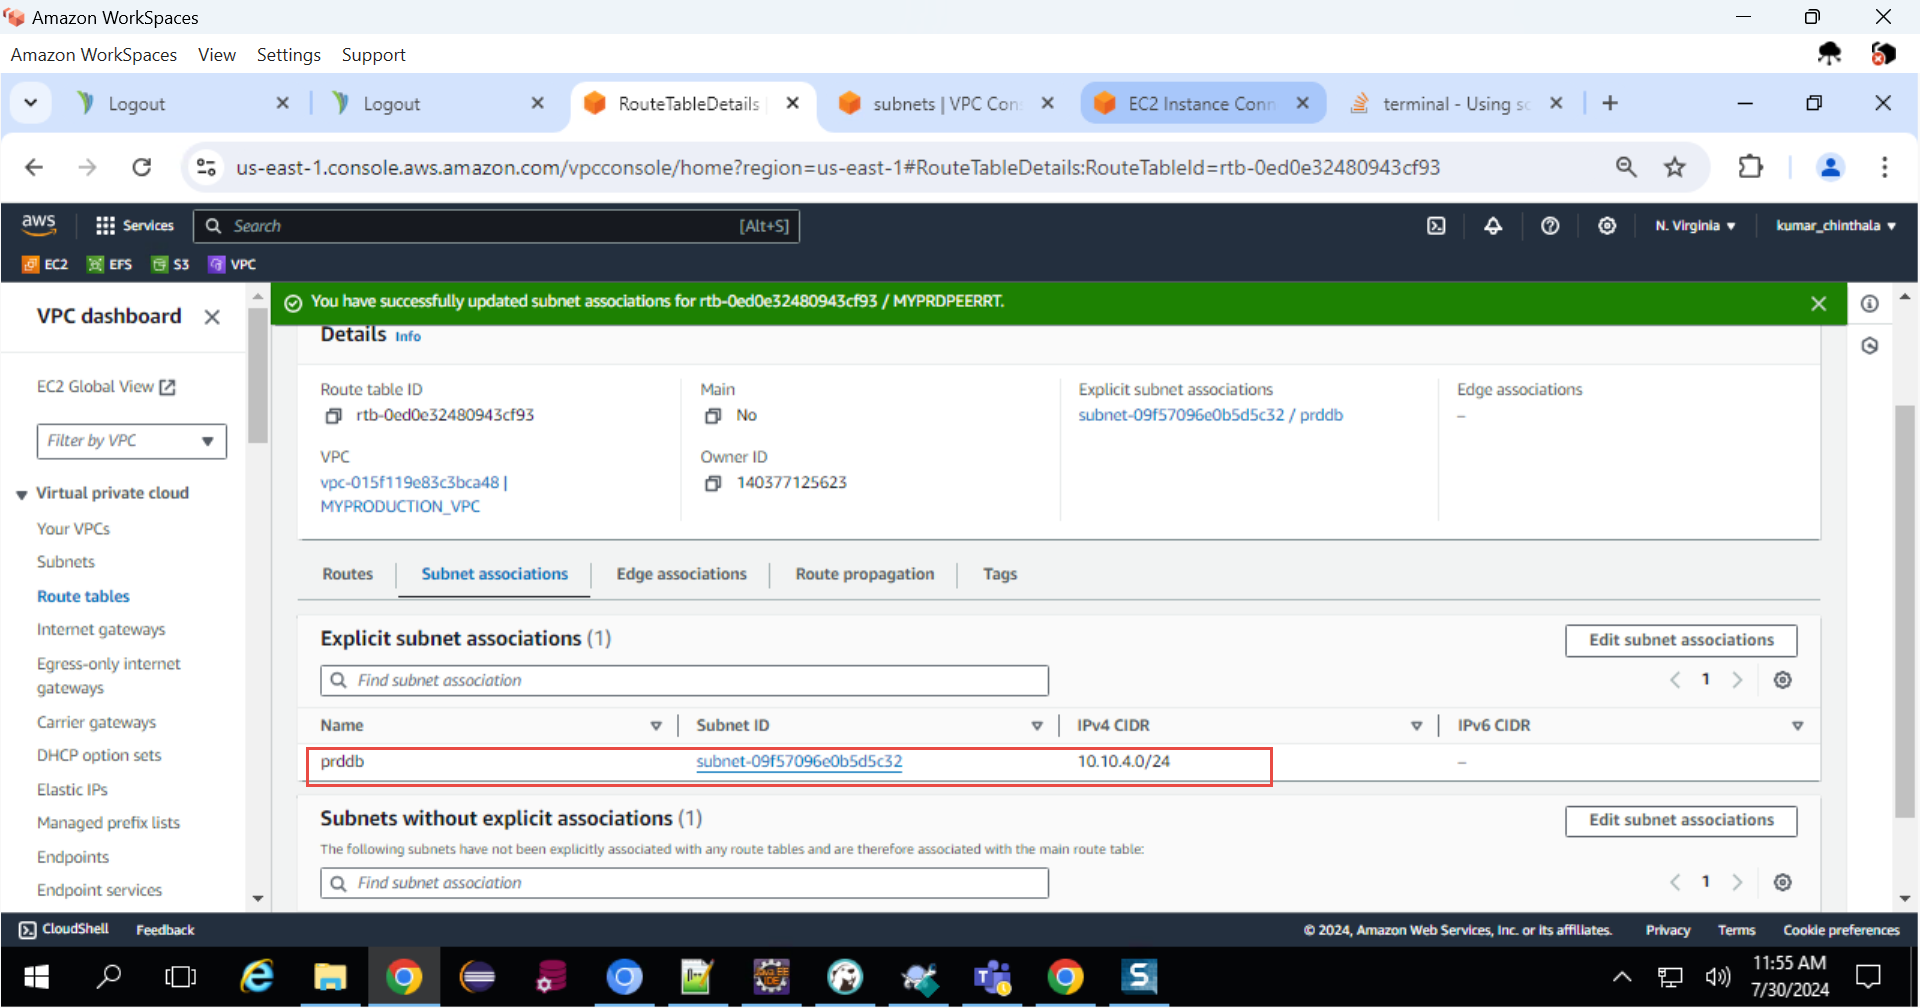 Amazon WorkSpaces
Amazon WorkSpaces View Settings Support
Logout Logout RouteTableDetails subnets | VPC Con EC2 Instance Conn terminal - Using sc
us-east-1.console.aws.amazon.com/vpcconsole/home?region=us-east-1#RouteTableDetails:RouteTableId=rtb-0ed0e32480943cf93
aws Services Search [Alt+S] N. Virginia kumar_chinthala
EC2 EFS S3 VPC
VPC dashboard
EC2 Global View
Filter by VPC
Virtual private cloud
Your VPCs
Subnets
Route tables
Internet gateways
Egress-only internet
gateways
Carrier gateways
DHCP option sets
Elastic IPs
Managed prefix lists
Endpoints
Endpoint services
You have successfully updated subnet associations for rtb-0ed0e32480943cf93 / MYPRDPEERRT.
Details Info
Route table ID
rtb-0ed0e32480943cf93
VPC
vpc-015f119e83c3bca48 |
MYPRODUCTION_VPC
Main
No
Owner ID
140377125623
Explicit subnet associations
subnet-09f57096e0b5d5c32 / prddb
Edge associations
–
Routes Subnet associations Edge associations Route propagation Tags
Explicit subnet associations (1) Edit subnet associations
Find subnet association 1
Name Subnet ID IPv4 CIDR IPv6 CIDR
prddb subnet-09f57096e0b5d5c32 10.10.4.0/24 –
Subnets without explicit associations (1) Edit subnet associations
The following subnets have not been explicitly associated with any route tables and are therefore associated with the main route table:
Find subnet association 1
CloudShell Feedback © 2024, Amazon Web Services, Inc. or its affiliates. Privacy Terms Cookie preferences
11:55 AM
7/30/2024